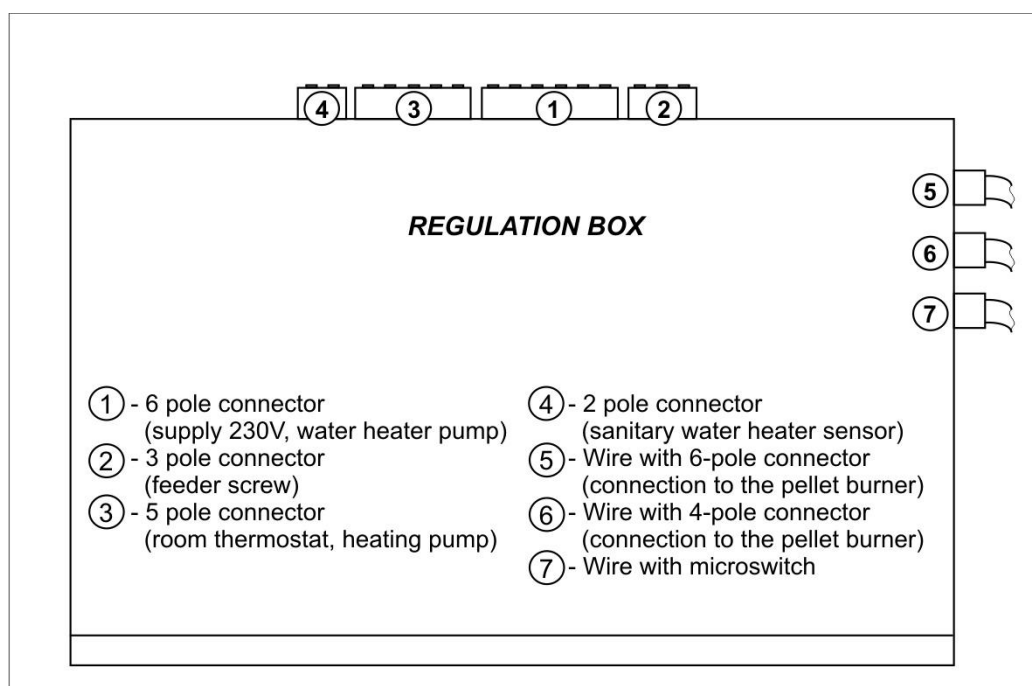 4 3 1 2
5
REGULATION BOX
6
7
1 - 6 pole connector
(supply 230V, water heater pump)
2 - 3 pole connector
(feeder screw)
3 - 5 pole connector
(room thermostat, heating pump)
4 - 2 pole connector
(sanitary water heater sensor)
5 - Wire with 6-pole connector
(connection to the pellet burner)
6 - Wire with 4-pole connector
(connection to the pellet burner)
7 - Wire with microswitch